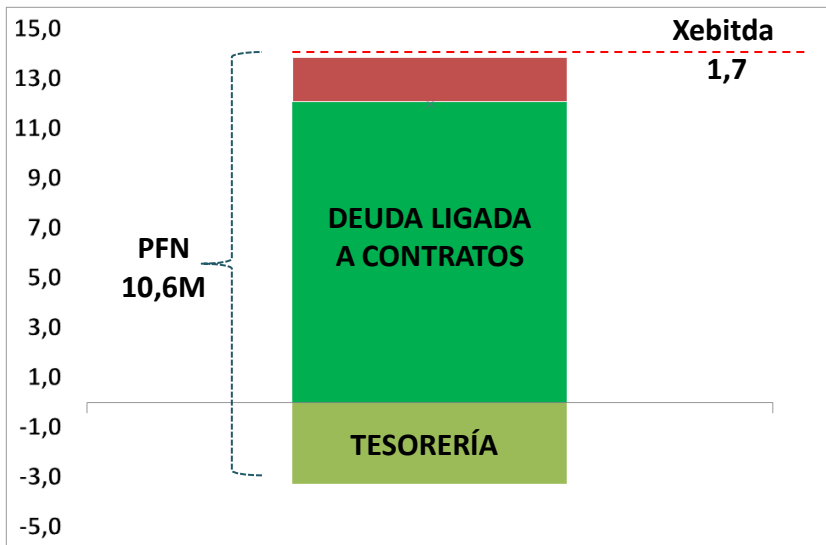 15,0
13,0
11,0
9,0
7,0
5,0
3,0
1,0
-1,0
-3,0
-5,0
Xebitda
1,7
PFN
10,6M
DEUDA LIGADA
A CONTRATOS
TESORERÍA